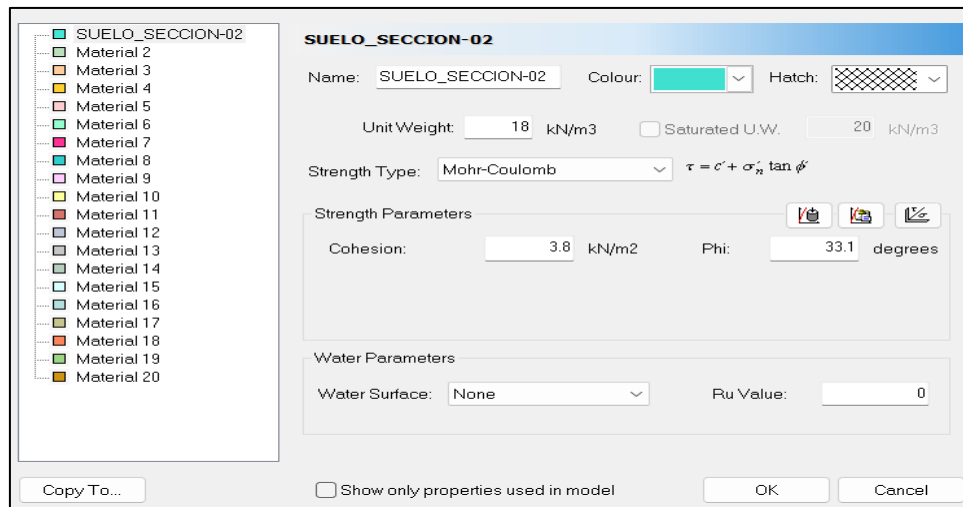 SUELO_SECCION-02
Material 2
Material 3
Material 4
Material 5
Material 6
Material 7
Material 8
Material 9
Material 10
Material 11
Material 12
Material 13
Material 14
Material 15
Material 16
Material 17
Material 18
Material 19
Material 20
Copy To...
SUELO_SECCION-02
Name: SUELO_SECCION-02 Colour: Hatch:
Unit Weight: 18 kN/m3 Saturated U.W. 20 kN/m3
Strength Type: Mohr-Coulomb τ = c' + σ'n tan ϕ'
Strength Parameters
Cohesion: 3.8 kN/m2 Phi: 33.1 degrees
Water Parameters
Water Surface: None Ru Value: 0
Show only properties used in model OK Cancel